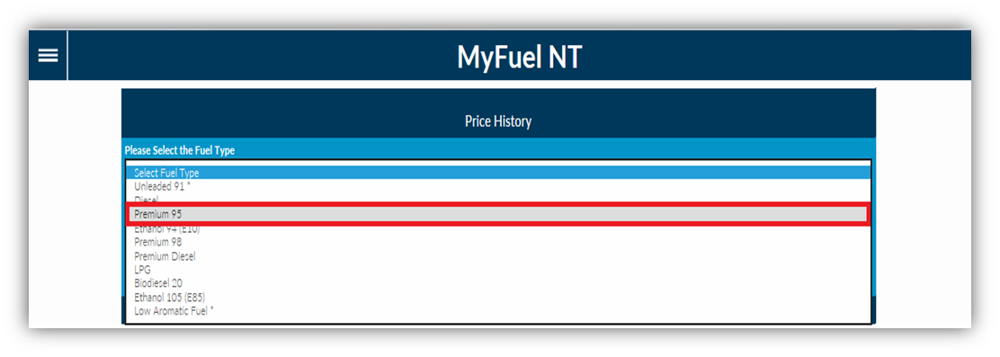 MyFuel NT
Price History
Please Select the Fuel Type
Select Fuel Type
Unleaded 91 *
Diesel
Premium 95
Ethanol 94 (E10)
Premium 98
Premium Diesel
LPG
Biodiesel 20
Ethanol 105 (E85)
Low Aromatic Fuel *